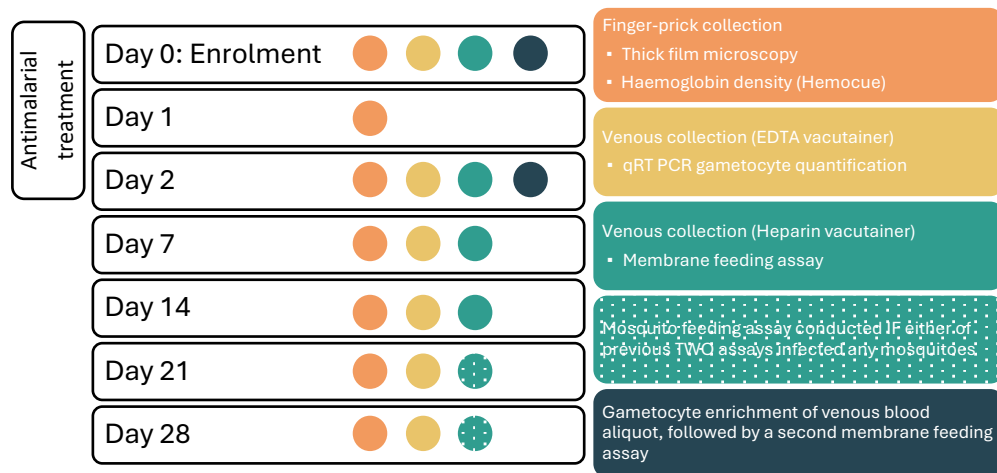 Antimalarial
treatment
Day 0: Enrolment
Day 1
Day 2
Day 7
Day 14
Day 21
Day 28
Finger-prick collection
▪ Thick film microscopy
▪ Haemoglobin density (Hemocue)
Venous collection (EDTA vacutainer)
▪ qRT PCR gametocyte quantification
Venous collection (Heparin vacutainer)
▪ Membrane feeding assay
Mosquito feeding assay conducted IF either of
previous TWO assays infected any mosquitoes
Gametocyte enrichment of venous blood
aliquot, followed by a second membrane feeding
assay